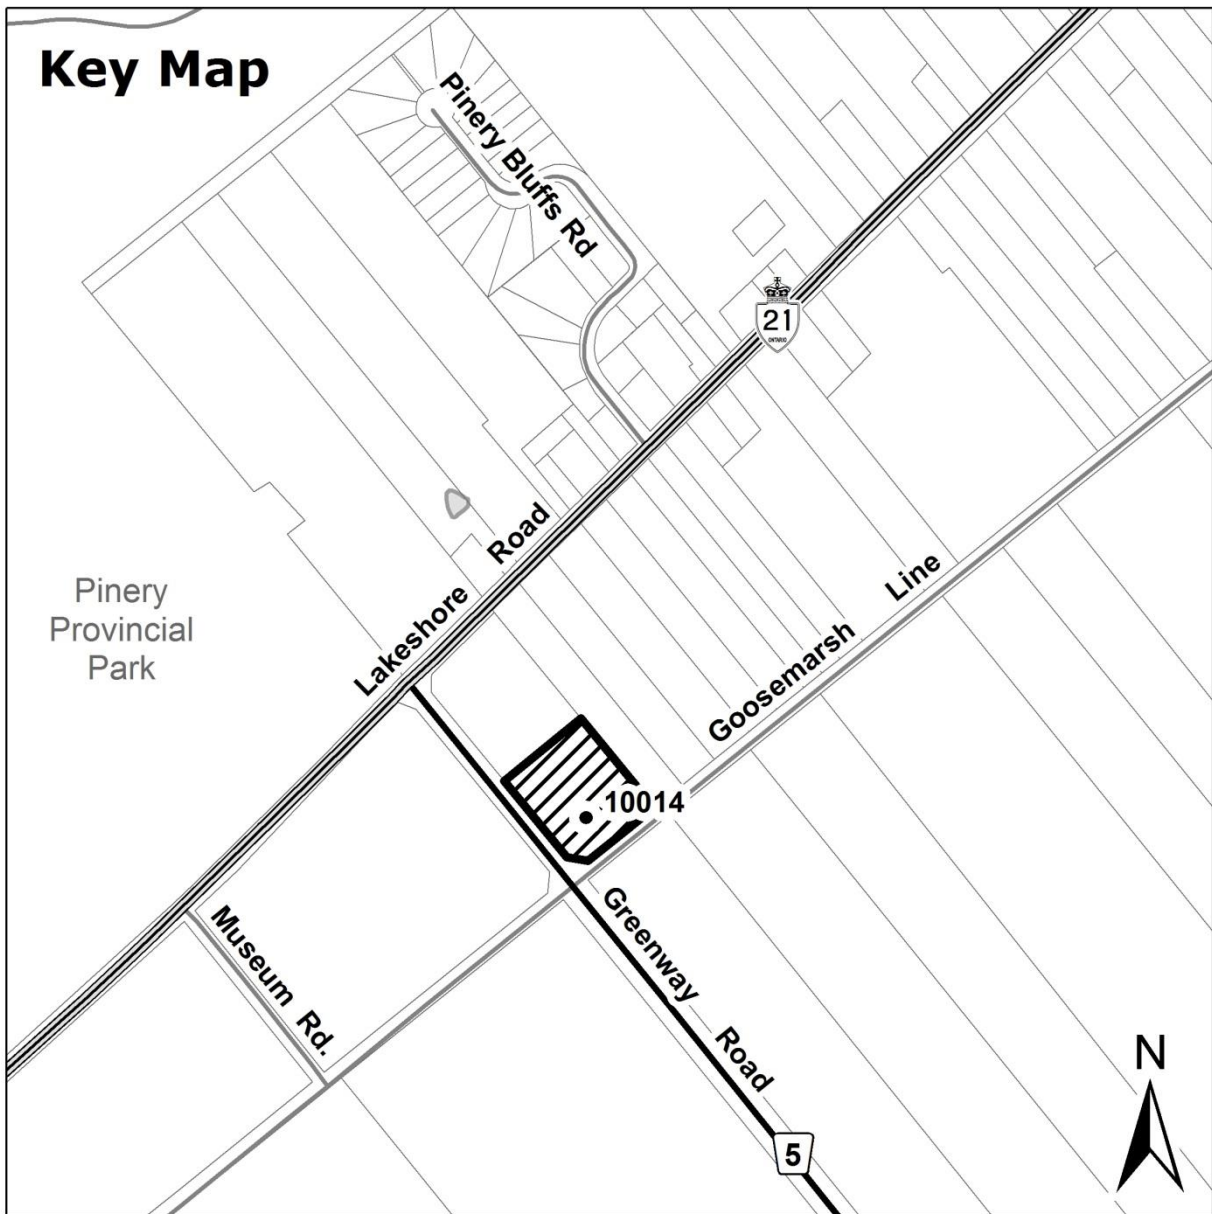 Key Map
Pinery Bluffs Rd
21
ONTARIO
Lakeshore Road
Pinery
Provincial
Park
Goosemarsh Line
10014
Greenway Road
Museum Rd.
N
5